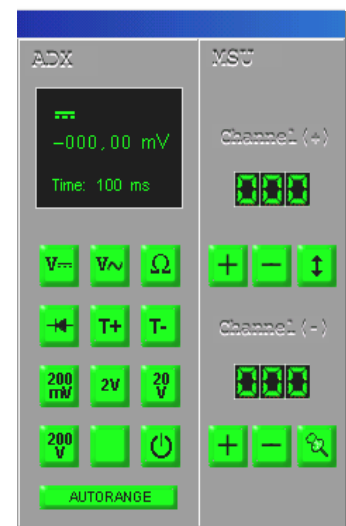 ADX
MSU
-000,00 mV
Time: 100 ms
Channel(+)
000
V V Ω
+ −
T+ T-
Channel(-)
000
200 mV 2V 20 V
200 V
+ −
AUTORANGE